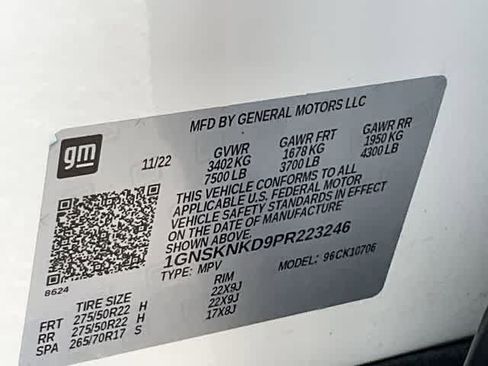 MFD BY GENERAL MOTORS LLC
gm
11/22
GVWR GAWR FRT GAWR RR
3402 KG 1678 KG 1950 KG
7500 LB 3700 LB 4300 LB
THIS VEHICLE CONFORMS TO ALL
APPLICABLE U.S. FEDERAL MOTOR
VEHICLE SAFETY STANDARDS IN EFFECT
ON THE DATE OF MANUFACTURE
SHOWN ABOVE.
1GNSKNKD9PR223246
TYPE: MPV MODEL: 96CK10706
8624
TIRE SIZE RIM
FRT 275/50R22 H 22X9J
RR 275/50R22 H 22X9J
SPA 265/70R17 S 17X8J